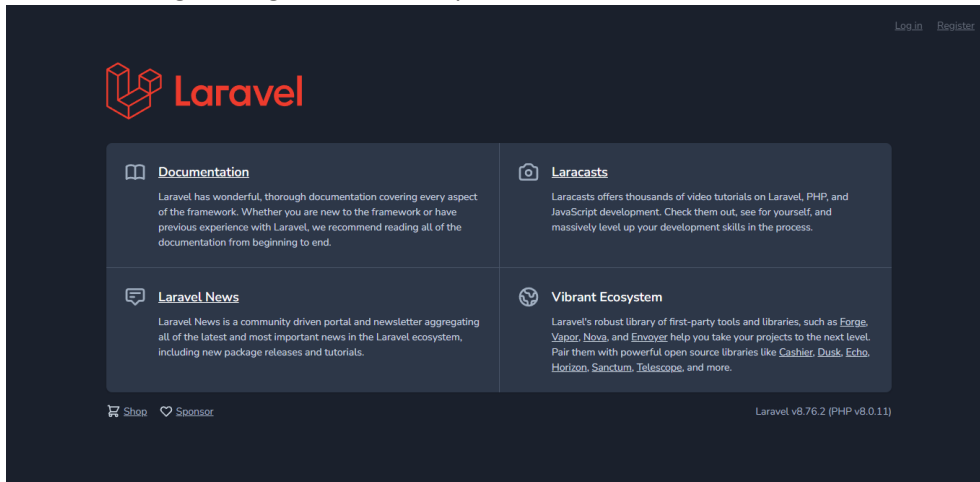 Log in Register
Laravel
Documentation
Laravel has wonderful, thorough documentation covering every aspect
of the framework. Whether you are new to the framework or have
previous experience with Laravel, we recommend reading all of the
documentation from beginning to end.
Laracasts
Laracasts offers thousands of video tutorials on Laravel, PHP, and
JavaScript development. Check them out, see for yourself, and
massively level up your development skills in the process.
Laravel News
Laravel News is a community driven portal and newsletter aggregating
all of the latest and most important news in the Laravel ecosystem,
including new package releases and tutorials.
Vibrant Ecosystem
Laravel's robust library of first-party tools and libraries, such as Forge,
Vapor, Nova, and Envoyer help you take your projects to the next level.
Pair them with powerful open source libraries like Cashier, Dusk, Echo,
Horizon, Sanctum, Telescope, and more.
Shop Sponsor
Laravel v8.76.2 (PHP v8.0.11)